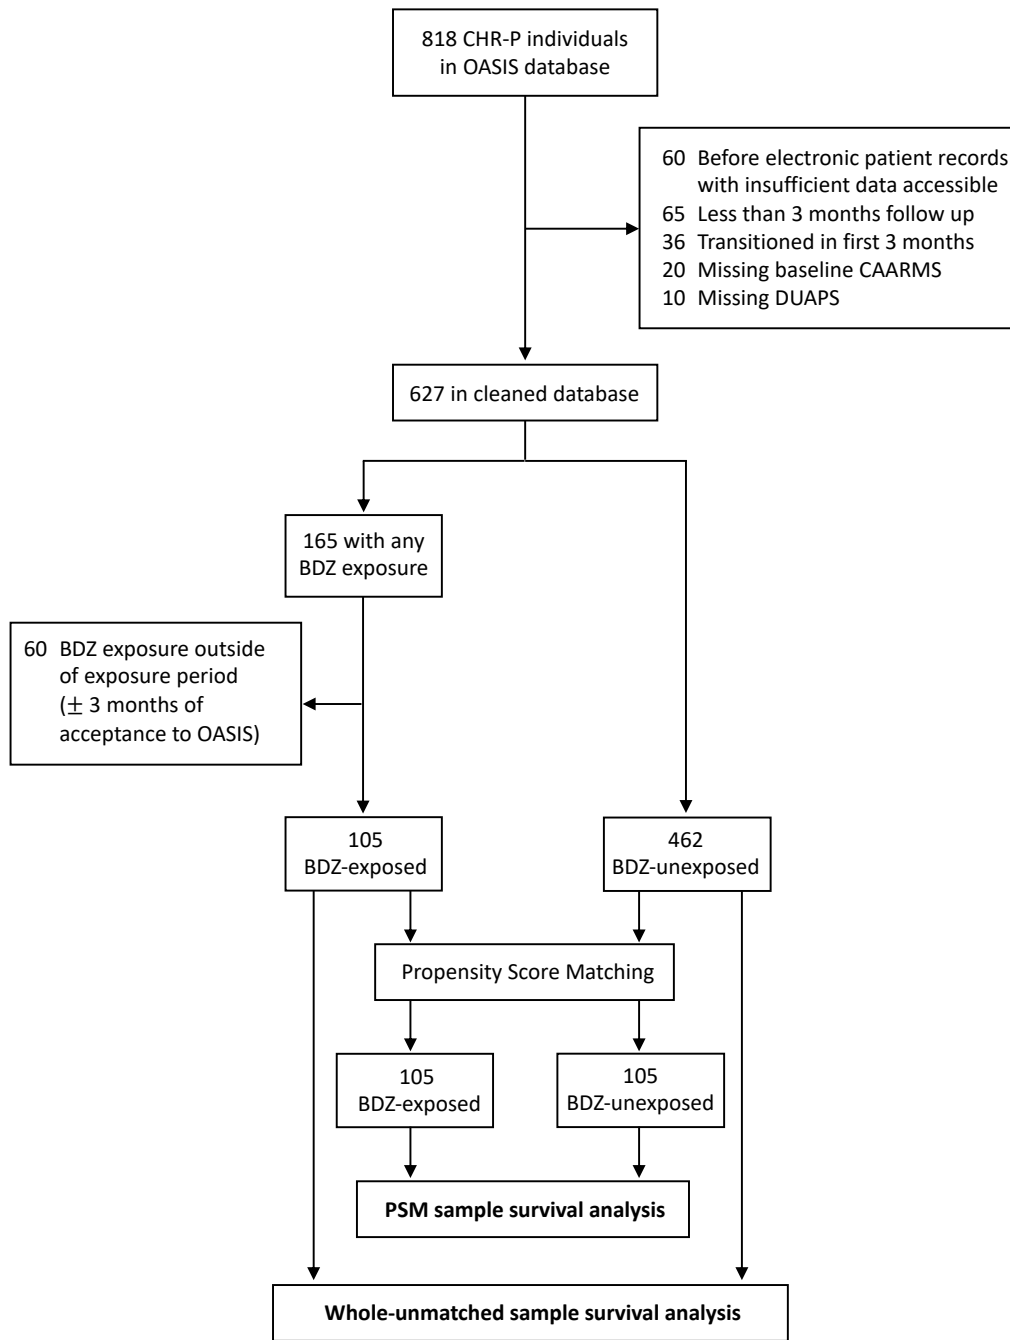 818 CHR-P individuals
in OASIS database
60 Before electronic patient records
with insufficient data accessible
65 Less than 3 months follow up
36 Transitioned in first 3 months
20 Missing baseline CAARMS
10 Missing DUAPS
627 in cleaned database
165 with any
BDZ exposure
60 BDZ exposure outside
of exposure period
(± 3 months of
acceptance to OASIS)
105
BDZ-exposed
462
BDZ-unexposed
Propensity Score Matching
105
BDZ-exposed
105
BDZ-unexposed
PSM sample survival analysis
Whole-unmatched sample survival analysis